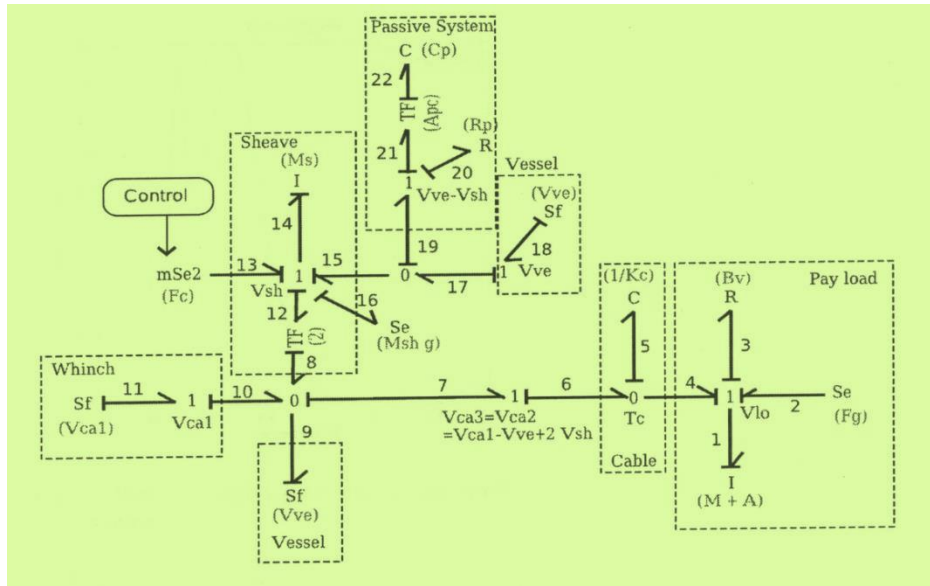 Passive System
C (Cp)
22
TF
(Apc)
21
(Rp)
R
20
1
Vve-Vsh
19
Vessel
(Vve)
Sf
18
1 Vve
17
0
Sheave
(Ms)
I
14
Control
mSe2
(Fc)
13
1
Vsh
15
16
Se
(Msh g)
12
TF
(2)
8
Whinch
Sf
(Vca1)
11
1
Vca1
10
0
9
Sf
(Vve)
Vessel
7
1
Vca3=Vca2
=Vca1-Vve+2 Vsh
6
(1/Kc)
C
5
0
Tc
Cable
Pay load
(Bv)
R
3
4
1
Vlo
2
Se
(Fg)
1
I
(M + A)